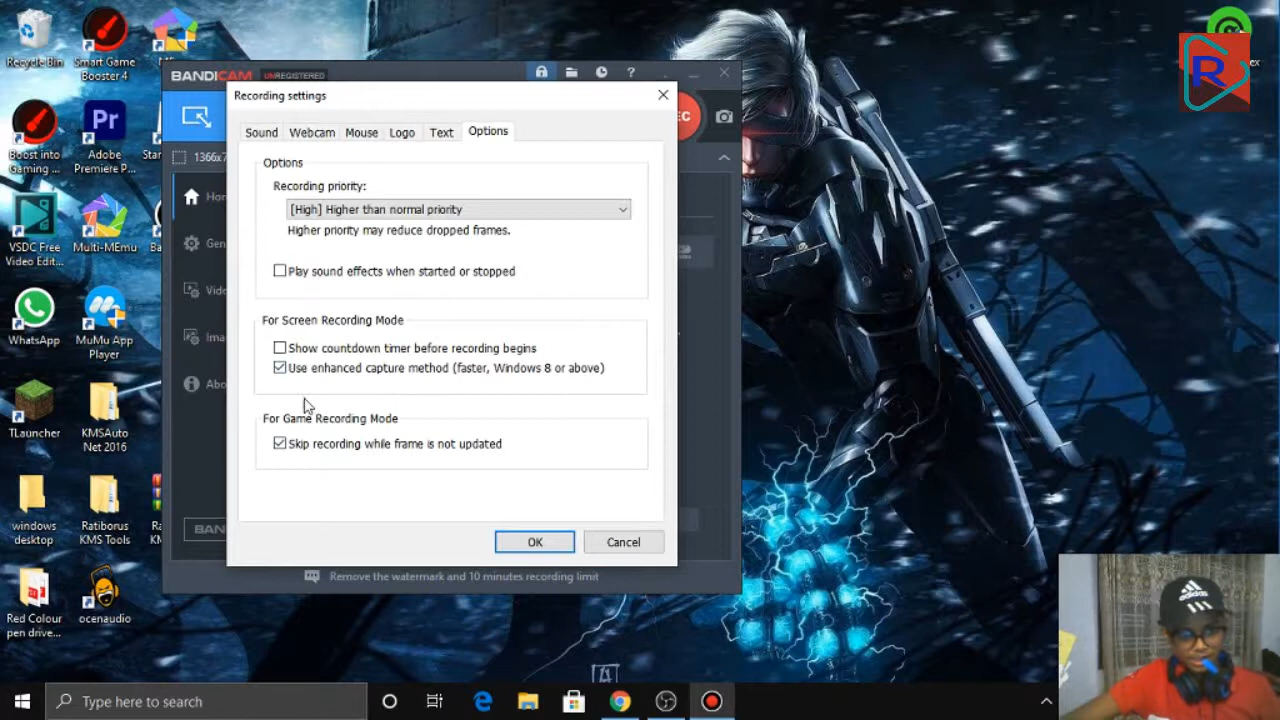 Recycle Bin
Smart Game
Booster 4
Boost into
Gaming ...
Pr
Adobe
Premiere P...
VSDC Free
Video Edit...
Multi-MEmu
WhatsApp
MuMu App
Player
TLauncher
KMSAuto
Net 2016
windows
desktop
Ratiborus
KMS Tools
Red Colour
pen drive...
ocenaudio
BANDICAM UNREGISTERED
?
1366x7
Recording settings
Sound Webcam Mouse Logo Text Options
Options
Recording priority:
[High] Higher than normal priority
Higher priority may reduce dropped frames.
Play sound effects when started or stopped
For Screen Recording Mode
Show countdown timer before recording begins
Use enhanced capture method (faster, Windows 8 or above)
For Game Recording Mode
Skip recording while frame is not updated
OK Cancel
Remove the watermark and 10 minutes recording limit
R
adidas
Type here to search